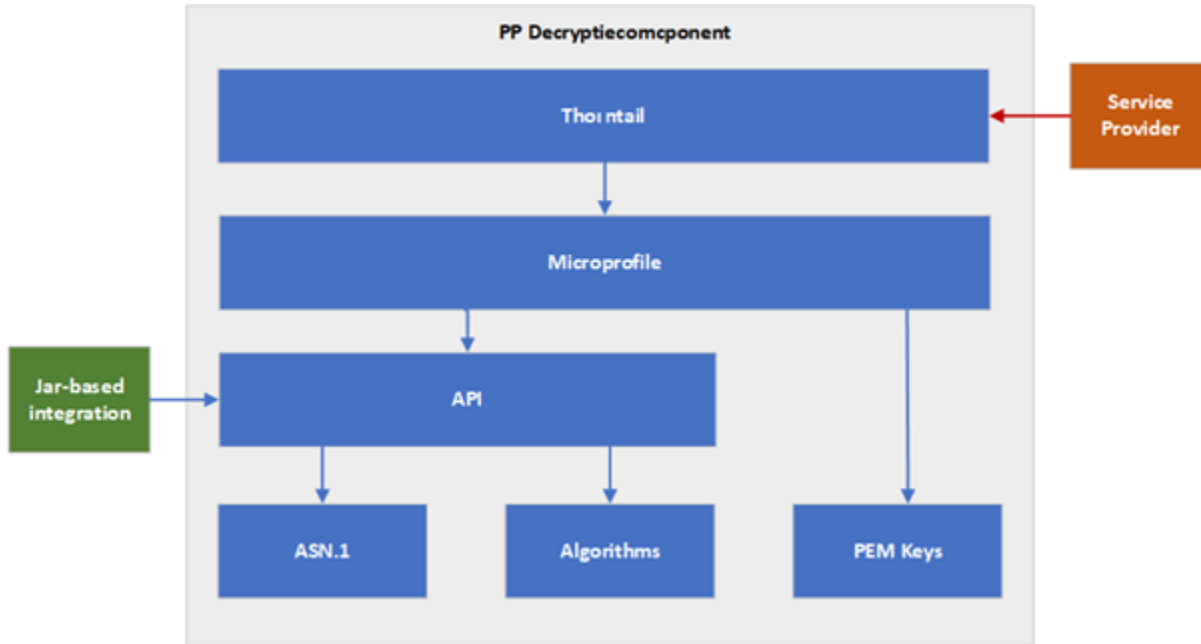 PP Decryptiecomcponent
Thorntail
Service
Provider
Microprofile
Jar-based
integration
API
ASN.1
Algorithms
PEM Keys